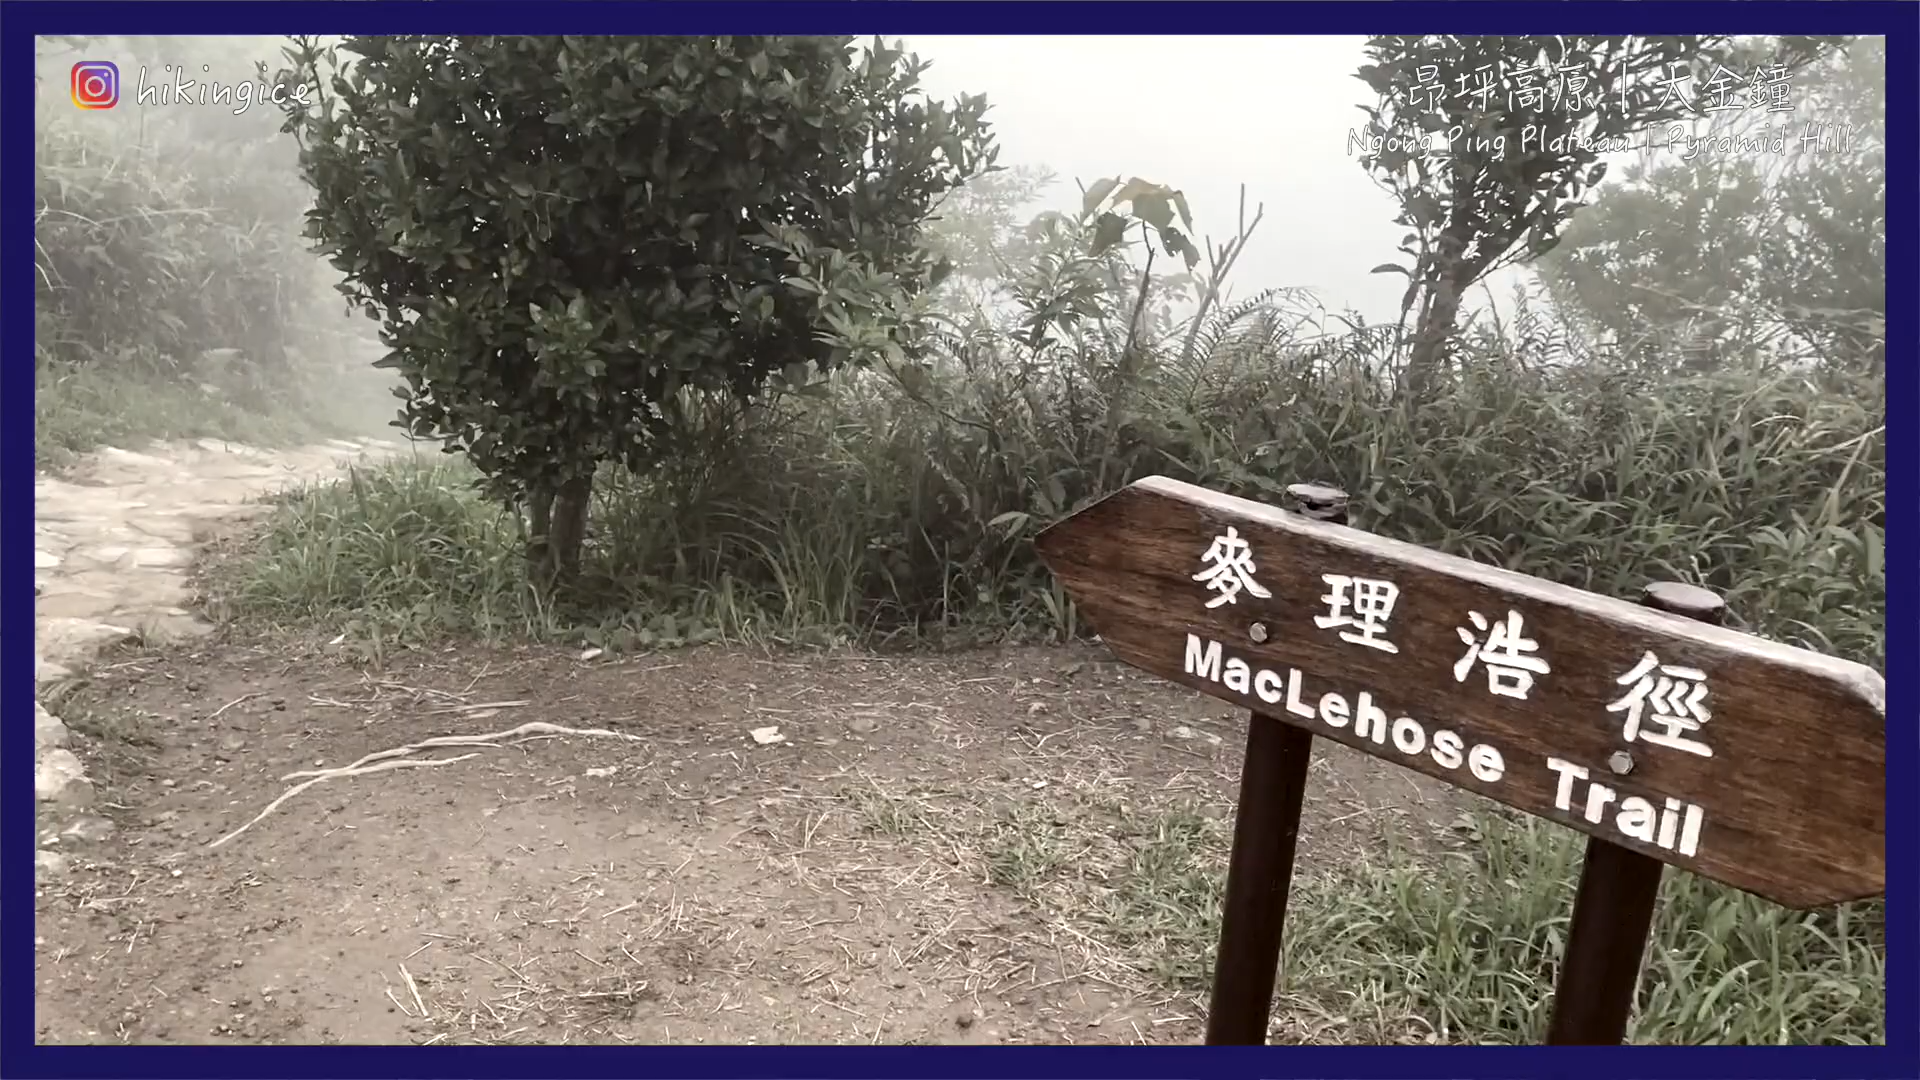 hikingice
昂坪高原 | 大金鐘
Ngong Ping Plateau | Pyramid Hill
麥理浩徑
MacLehose Trail